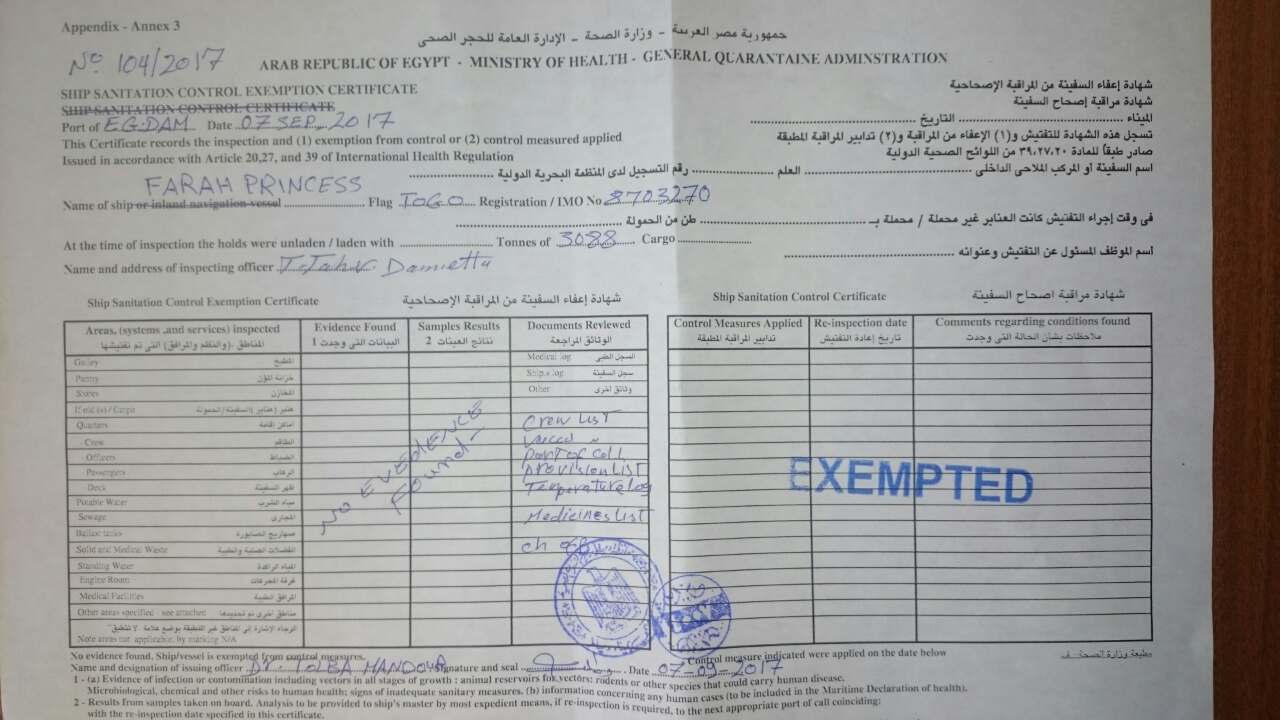 Appendix - Annex 3
جمهورية مصر العربية - وزارة الصحة - الإدارة العامة للحجر الصحى
No 104/2017
ARAB REPUBLIC OF EGYPT - MINISTRY OF HEALTH - GENERAL QUARANTAINE ADMINSTRATION
SHIP SANITATION CONTROL EXEMPTION CERTIFICATE
SHIP SANITATION CONTROL CERTIFICATE
Port of EG.DAM Date 07 SEP. 2017
This Certificate records the inspection and (1) exemption from control or (2) control measured applied
Issued in accordance with Article 20,27, and 39 of International Health Regulation
شهادة إعفاء السفينة من المراقبة الإصحاحية
شهادة مراقبة إصحاح السفينة
الميناء ........ التاريخ ........
تسجل هذه الشهادة للتفتيش و(١) الإعفاء من المراقبة و(٢) تدابير المراقبة المطبقة
صادر طبقاً للمادة ٣٩،٢٧،٢٠ من اللوائح الصحية الدولية
اسم السفينة أو المركب الملاحى الداخلى ........ العلم ........ رقم التسجيل لدى المنظمة البحرية الدولية ........
FARAH PRINCESS
Name of ship or inland navigation vessel ........ Flag TOGO Registration / IMO No 8703270
فى وقت إجراء التفتيش كانت العنابر غير محملة / محملة بـ ........ طن من الحمولة ........
At the time of inspection the holds were unladen / laden with ........ Tonnes of 3088 Cargo ........
اسم الموظف المسئول عن التفتيش وعنوانه ........
Name and address of inspecting officer Damietta
Ship Sanitation Control Exemption Certificate شهادة إعفاء السفينة من المراقبة الإصحاحية
Ship Sanitation Control Certificate شهادة مراقبة اصحاح السفينة
Areas, (systems ,and services) inspected
المناطق .(والنظم والمرافق) التى تم تفتيشها
Evidence Found
البيانات التى وجدت 1
Samples Results
نتائج العينات 2
Documents Reviewed
الوثائق المراجعة
Control Measures Applied
تدابير المراقبة المطبقة
Re-inspection date
تاريخ إعادة التفتيش
Comments regarding conditions found
ملاحظات بشأن الحالة التى وجدت
Galley المطبخ
Pantry خزانة المؤن
Stores المخازن
Hold (s) / Cargo
Quarters أماكن إقامة
- Crew الطاقم
- Officers الضباط
- Passengers الركاب
- Deck ظهر السفينة
Potable Water مياه الشرب
Sewage المجارى
Ballast tanks صهاريج الصابورة
Solid and Medical Waste الفضلات الصلبة والطبية
Standing Water المياه الراكدة
Engine Room غرفة المحركات
Medical Facilities المرافق الطبية
Other areas specified - see attached مناطق أخرى تم تحديدها
الرجاء الإشارة إلى المناطق غير المنطبقة بوضع علامة "لا تنطبق"
Note areas not applicable, by marking N/A
NO EVEDIENCE
Found-
Medical log السجل الطبى
Ship,s log سجل السفينة
Other وثائق أخرى
Crew LIST
Port of Call
Provision LIST
Temperature log
Medicines LIST
EXEMPTED
No evidence found. Ship/vessel is exempted from control measures.
Control measure indicated were applied on the date below
Name and designation of issuing officer Dr. TOLBA MANDOUR Signature and seal ........ Date 07-09-2017
1 - (a) Evidence of infection or contomination including vectors in all stages of growth : animal reservoirs for vectors: rodents or other species that could carry human disease.
Microbiological, chemical and other risks to human health; signs of inadequate sanitary measures. (b) information concerning any human cases (to be included in the Maritime Declaration of health).
2 - Results from samples taken on board. Analysis to be provided to ship's master by most expedient means, if re-inspection is required, to the next appropriate port of call coinciding:
with the re-inspection date specified in this certificate.